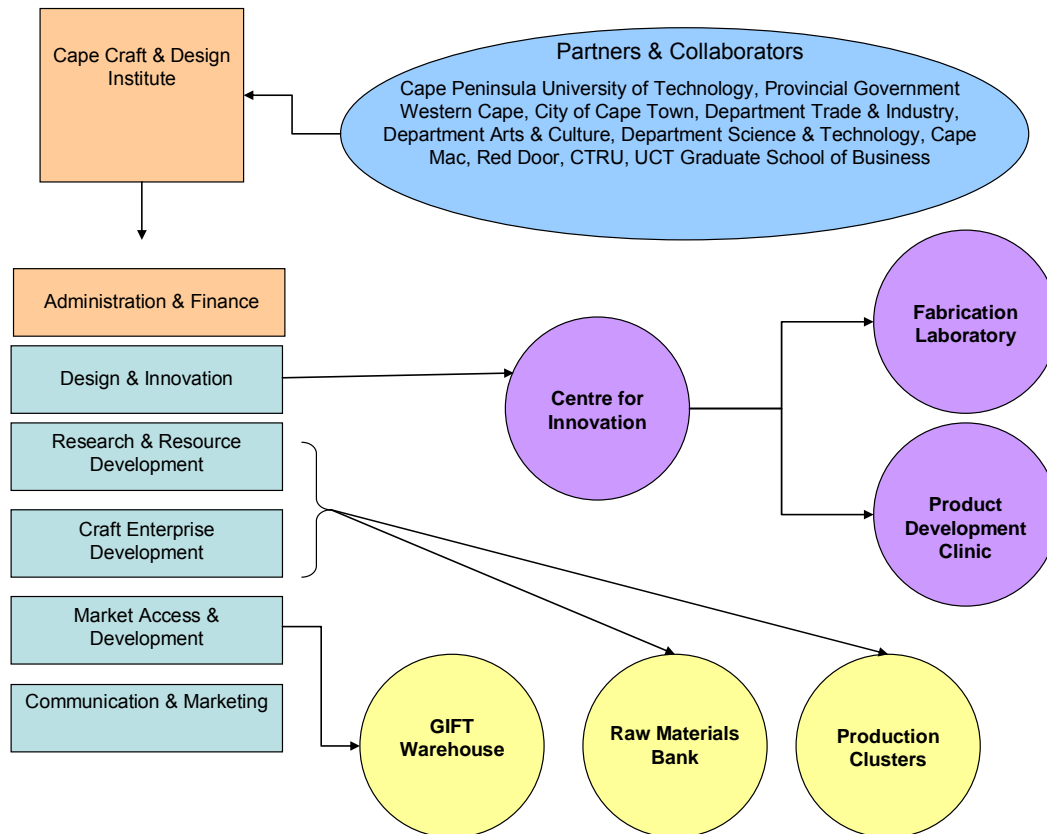 Cape Craft & Design
Institute
Partners & Collaborators
Cape Peninsula University of Technology, Provincial Government
Western Cape, City of Cape Town, Department Trade & Industry,
Department Arts & Culture, Department Science & Technology, Cape
Mac, Red Door, CTRU, UCT Graduate School of Business
Administration & Finance
Design & Innovation
Research & Resource
Development
Craft Enterprise
Development
Market Access &
Development
Communication & Marketing
Centre for
Innovation
Fabrication
Laboratory
Product
Development
Clinic
GIFT
Warehouse
Raw Materials
Bank
Production
Clusters